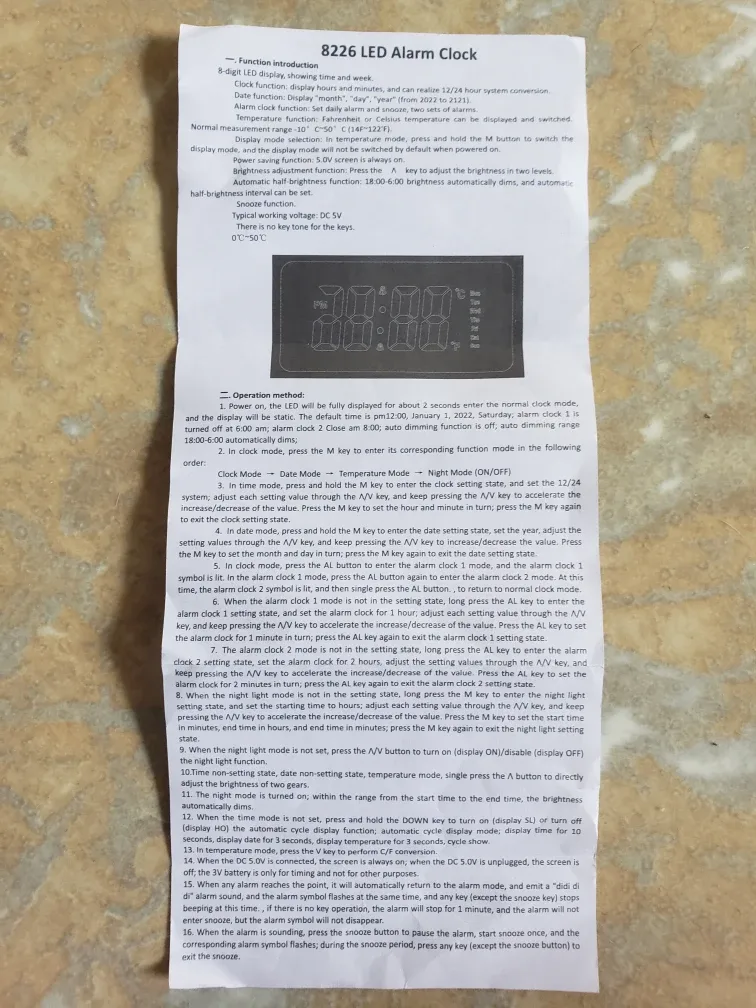 8226 LED Alarm Clock
一. Function introduction
8-digit LED display, showing time and week.
Clock function: display hours and minutes, and can realize 12/24 hour system conversion.
Date function: Display "month", "day", "year" (from 2022 to 2121).
Alarm clock function: Set daily alarm and snooze, two sets of alarms.
Temperature function: Fahrenheit or Celsius temperature can be displayed and switched.
Normal measurement range -10° C~50° C (14F~122°F).
Display mode selection: In temperature mode, press and hold the M button to switch the
display mode, and the display mode will not be switched by default when powered on.
Power saving function: 5.0V screen is always on.
Brightness adjustment function: Press the Λ key to adjust the brightness in two levels.
Automatic half-brightness function: 18:00-6:00 brightness automatically dims, and automatic
half-brightness interval can be set.
Snooze function.
Typical working voltage: DC 5V
There is no key tone for the keys.
0℃~50℃
PM
℃
℉
二. Operation method:
1. Power on, the LED will be fully displayed for about 2 seconds enter the normal clock mode,
and the display will be static. The default time is pm12:00, January 1, 2022, Saturday; alarm clock 1 is
turned off at 6:00 am; alarm clock 2 Close am 8:00; auto dimming function is off; auto dimming range
18:00-6:00 automatically dims;
2. In clock mode, press the M key to enter its corresponding function mode in the following
order:
Clock Mode → Date Mode → Temperature Mode → Night Mode (ON/OFF)
3. In time mode, press and hold the M key to enter the clock setting state, and set the 12/24
system; adjust each setting value through the Λ/V key, and keep pressing the Λ/V key to accelerate the
increase/decrease of the value. Press the M key to set the hour and minute in turn; press the M key again
to exit the clock setting state.
4. In date mode, press and hold the M key to enter the date setting state, set the year, adjust the
setting values through the Λ/V key, and keep pressing the Λ/V key to increase/decrease the value. Press
the M key to set the month and day in turn; press the M key again to exit the date setting state.
5. In clock mode, press the AL button to enter the alarm clock 1 mode, and the alarm clock 1
symbol is lit. In the alarm clock 1 mode, press the AL button again to enter the alarm clock 2 mode. At this
time, the alarm clock 2 symbol is lit, and then single press the AL button. , to return to normal clock mode.
6. When the alarm clock 1 mode is not in the setting state, long press the AL key to enter the
alarm clock 1 setting state, and set the alarm clock for 1 hour; adjust each setting value through the Λ/V
key, and keep pressing the Λ/V key to accelerate the increase/decrease of the value. Press the AL key to set
the alarm clock for 1 minute in turn; press the AL key again to exit the alarm clock 1 setting state.
7. The alarm clock 2 mode is not in the setting state, long press the AL key to enter the alarm
clock 2 setting state, set the alarm clock for 2 hours, adjust the setting values through the Λ/V key, and
keep pressing the Λ/V key to accelerate the increase/decrease of the value. Press the AL key to set the
alarm clock for 2 minutes in turn; press the AL key again to exit the alarm clock 2 setting state.
8. When the night light mode is not in the setting state, long press the M key to enter the night light
setting state, and set the starting time to hours; adjust each setting value through the Λ/V key, and keep
pressing the Λ/V key to accelerate the increase/decrease of the value. Press the M key to set the start time
in minutes, end time in hours, and end time in minutes; press the M key again to exit the night light setting
state.
9. When the night light mode is not set, press the Λ/V button to turn on (display ON)/disable (display OFF)
the night light function.
10.Time non-setting state, date non-setting state, temperature mode, single press the Λ button to directly
adjust the brightness of two gears.
11. The night mode is turned on; within the range from the start time to the end time, the brightness
automatically dims.
12. When the time mode is not set, press and hold the DOWN key to turn on (display SL) or turn off
(display HO) the automatic cycle display function; automatic cycle display mode; display time for 10
seconds, display date for 3 seconds, display temperature for 3 seconds, cycle show.
13. In temperature mode, press the V key to perform C/F conversion.
14. When the DC 5.0V is connected, the screen is always on; when the DC 5.0V is unplugged, the screen is
off; the 3V battery is only for timing and not for other purposes.
15. When any alarm reaches the point, it will automatically return to the alarm mode, and emit a "didi di
di" alarm sound, and the alarm symbol flashes at the same time, and any key (except the snooze key) stops
beeping at this time. , if there is no key operation, the alarm will stop for 1 minute, and the alarm will not
enter snooze, but the alarm symbol will not disappear.
16. When the alarm is sounding, press the snooze button to pause the alarm, start snooze once, and the
corresponding alarm symbol flashes; during the snooze period, press any key (except the snooze button) to
exit the snooze.